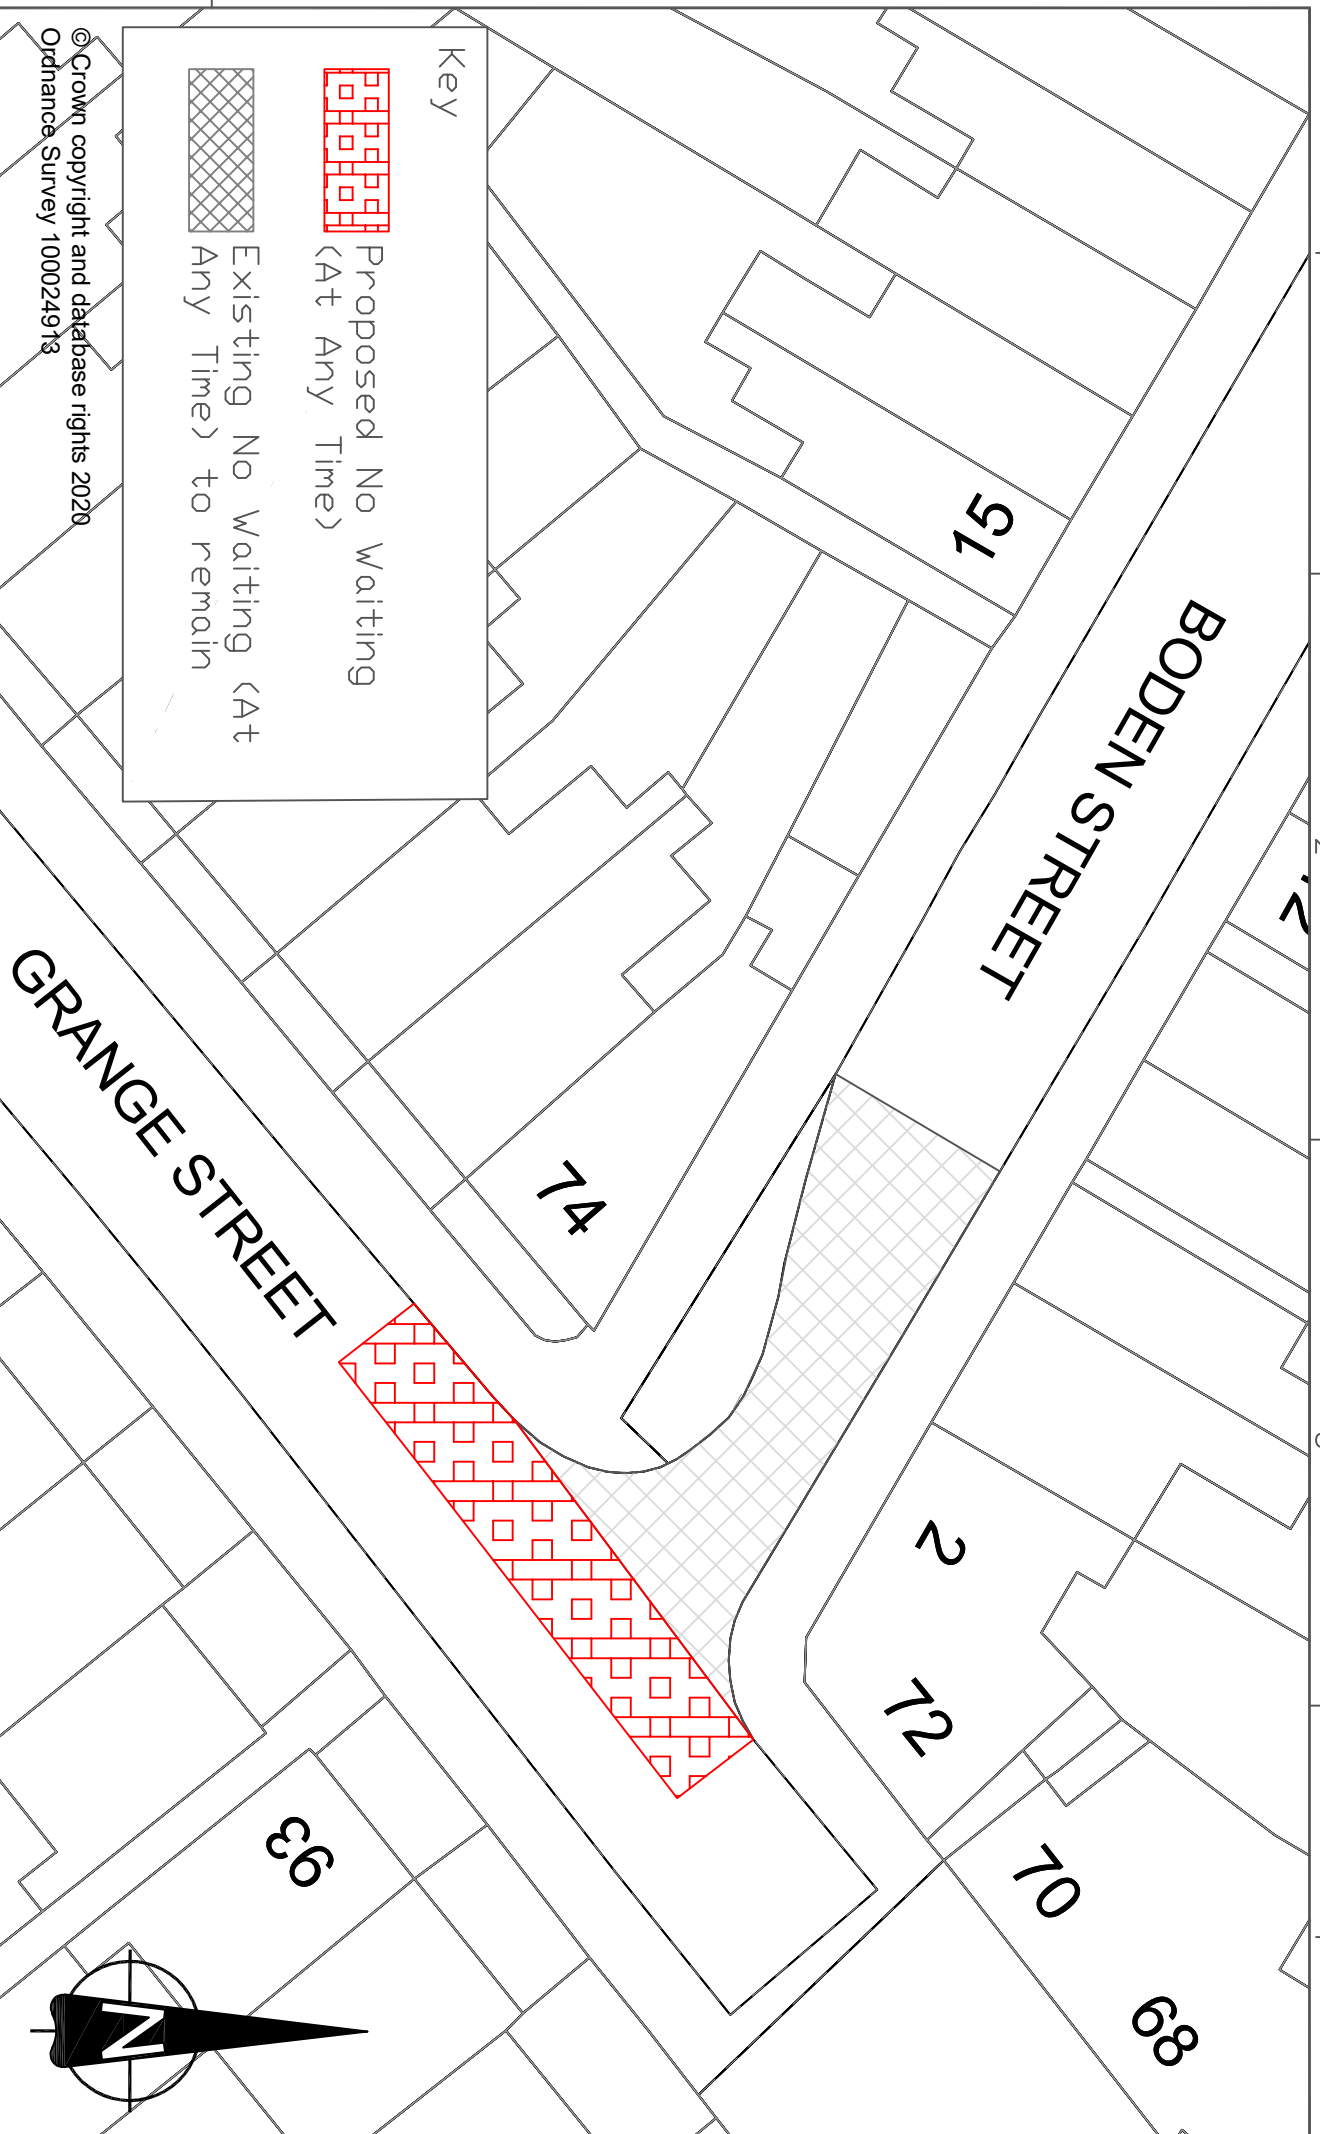 Key
Proposed No Waiting
(At Any Time)
Existing No Waiting (At
Any Time) to remain
© Crown copyright and database rights 2020
Ordnance Survey 100024913
BODEN STREET
GRANGE STREET
15
74
2
72
70
68
93
N